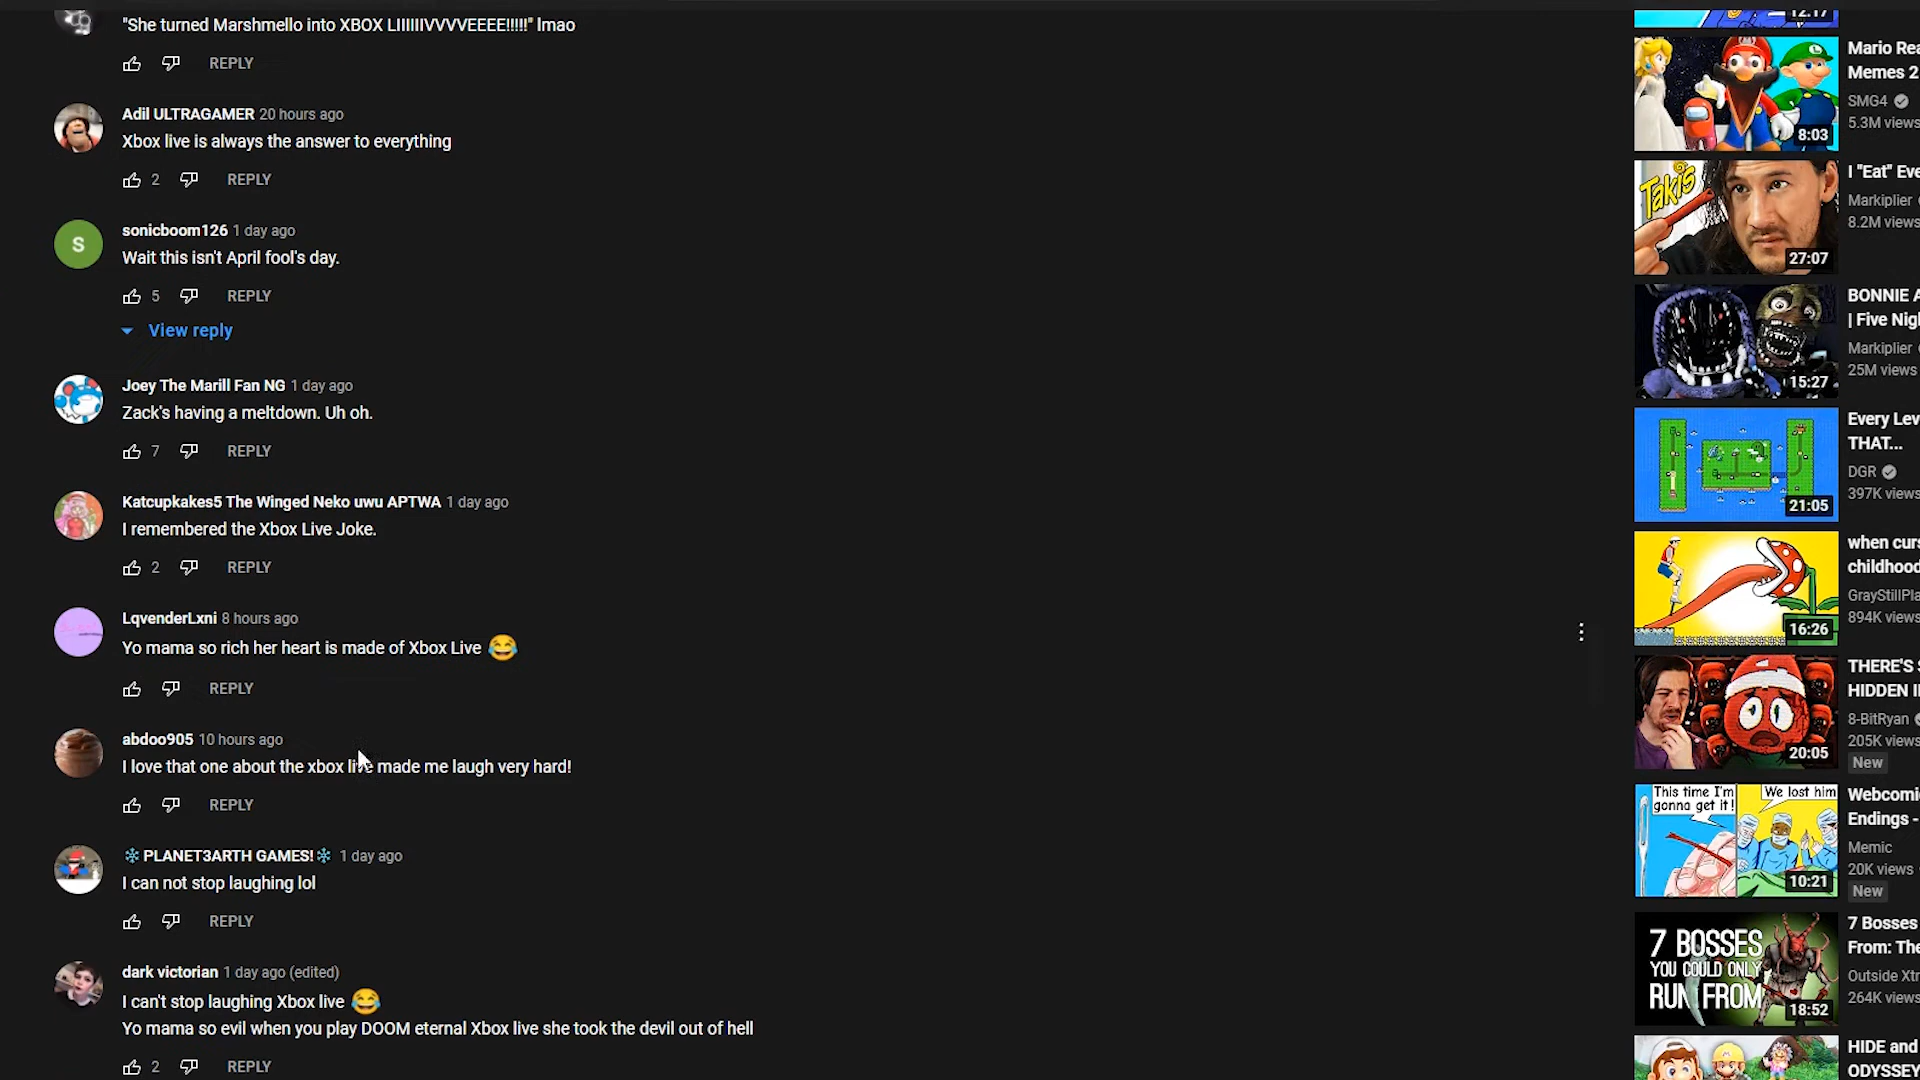 "She turned Marshmello into XBOX LIIIIIIVVVVEEEE!!!!!" lmao
REPLY
Adil ULTRAGAMER 20 hours ago
Xbox live is always the answer to everything
2 REPLY
S
sonicboom126 1 day ago
Wait this isn't April fool's day.
5 REPLY
View reply
Joey The Marill Fan NG 1 day ago
Zack's having a meltdown. Uh oh.
7 REPLY
Katcupkakes5 The Winged Neko uwu APTWA 1 day ago
I remembered the Xbox Live Joke.
2 REPLY
LqvenderLxni 8 hours ago
Yo mama so rich her heart is made of Xbox Live 😂
REPLY
abdoo905 10 hours ago
I love that one about the xbox live made me laugh very hard!
REPLY
❄PLANET3ARTH GAMES!❄ 1 day ago
I can not stop laughing lol
REPLY
dark victorian 1 day ago (edited)
I can't stop laughing Xbox live 😂
Yo mama so evil when you play DOOM eternal Xbox live she took the devil out of hell
2 REPLY
12:17
8:03
Mario Rea
Memes 2
SMG4
5.3M views
Takis
27:07
I "Eat" Eve
Markiplier
8.2M views
15:27
BONNIE A
| Five Nig
Markiplier
25M views
21:05
Every Lev
THAT...
DGR
397K views
16:26
when curs
childhood
GrayStillPla
894K views
20:05
THERE'S S
HIDDEN I
8-BitRyan
205K views
New
This time I'm
gonna get it!
We lost him
10:21
Webcomi
Endings -
Memic
20K views
New
7 BOSSES
YOU COULD ONLY
RUN FROM
18:52
7 Bosses
From: The
Outside Xtr
264K views
HIDE and
ODYSSEY